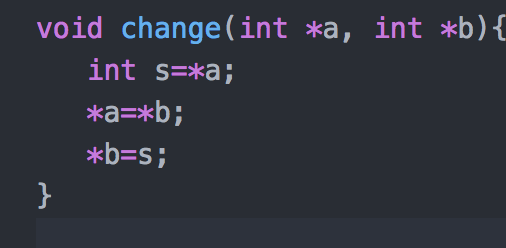 void change(int *a, int *b){
int s=*a;
*a=*b;
*b=s;
}